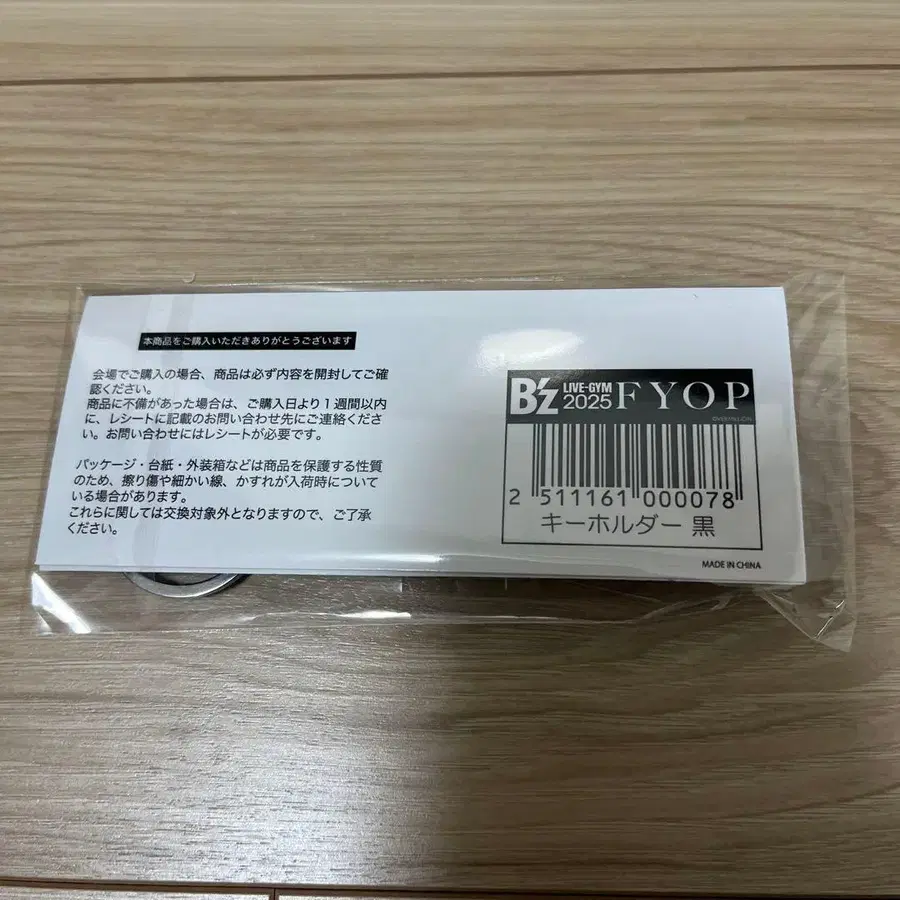 本商品をご購入いただきありがとうございます
会場でご購入の場合、商品は必ず内容を開封してご確
認ください。
商品に不備があった場合は、ご購入日より1週間以内
に、レシートに記載のお問い合わせ先にご連絡くださ
い。お問い合わせにはレシートが必要です。
パッケージ・台紙・外装箱などは商品を保護する性質
のため、擦り傷や細かい線、かすれが入荷時について
いる場合があります。
これらに関しては交換対象外となりますので、ご了承
ください。
B'z LIVE-GYM 2025 FYOP
©VERMILLION
2 511161 000078
キーホルダー 黒
MADE IN CHINA